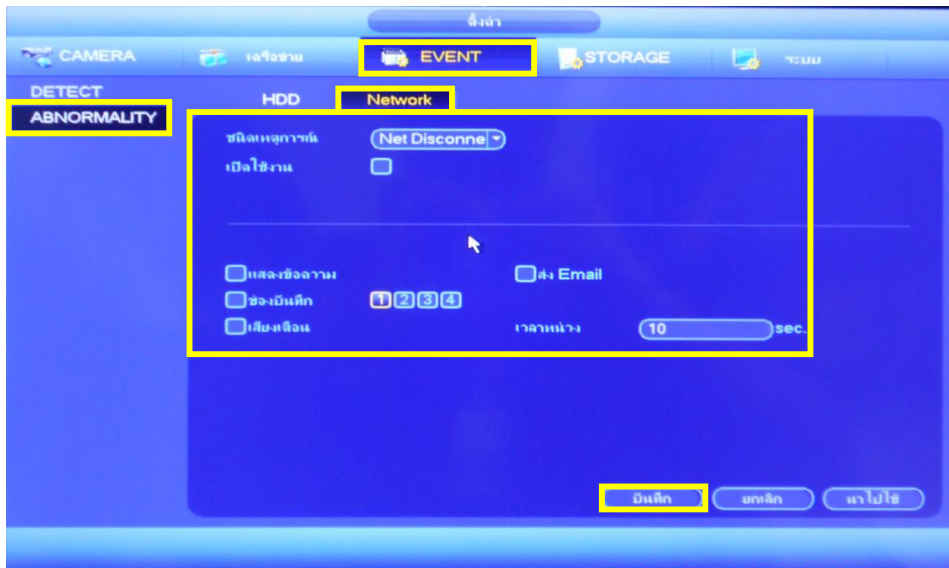 ตั้งค่า
CAMERA เครือข่าย EVENT STORAGE ระบบ
DETECT
ABNORMALITY
HDD Network
ชนิดเหตุการณ์ Net Disconne
เปิดใช้งาน
แสดงข้อความ ส่ง Email
ช่องบันทึก 1 2 3 4
เสียงเตือน เวลาหน่วง 10 sec.
บันทึก ยกเลิก นำไปใช้